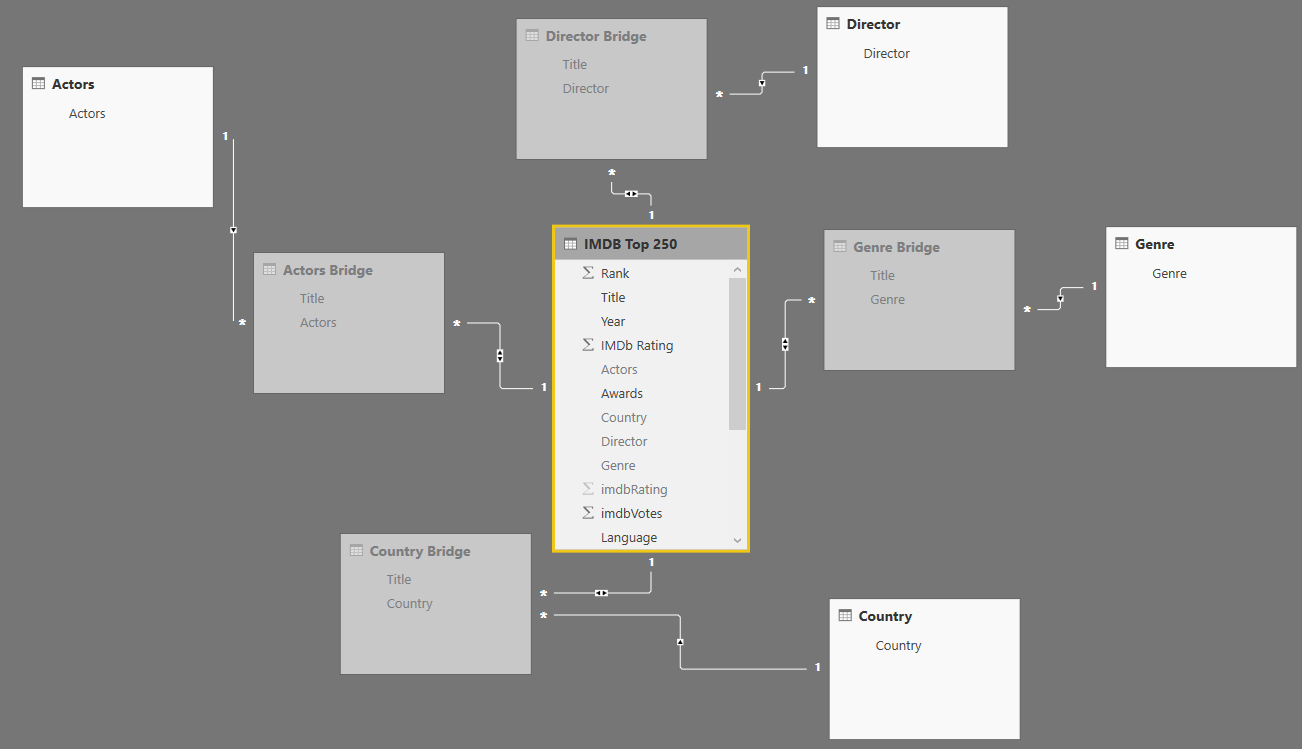 Director Bridge
Title
Director
*
1
Director
Director
1
*
Actors
Actors
1
*
Actors Bridge
Title
Actors
*
1
IMDB Top 250
Rank
Title
Year
IMDb Rating
Actors
Awards
Country
Director
Genre
imdbRating
imdbVotes
Language
1
*
Genre Bridge
Title
Genre
*
1
Genre
Genre
Country Bridge
Title
Country
*
*
1
1
Country
Country